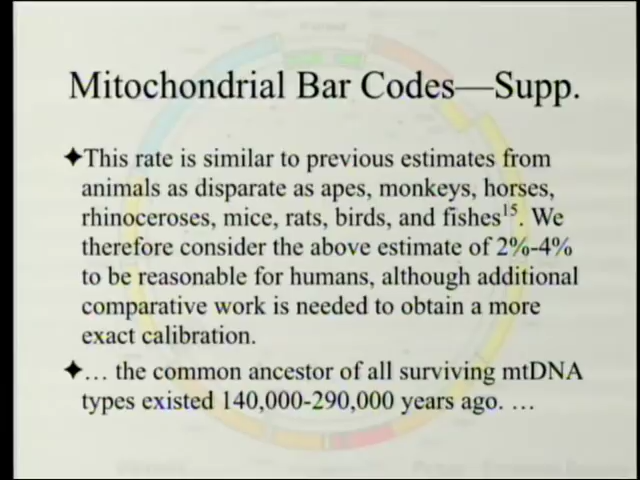 Mitochondrial Bar Codes—Supp.
✦This rate is similar to previous estimates from
animals as disparate as apes, monkeys, horses,
rhinoceroses, mice, rats, birds, and fishes¹⁵. We
therefore consider the above estimate of 2%-4%
to be reasonable for humans, although additional
comparative work is needed to obtain a more
exact calibration.
✦… the common ancestor of all surviving mtDNA
types existed 140,000-290,000 years ago. …